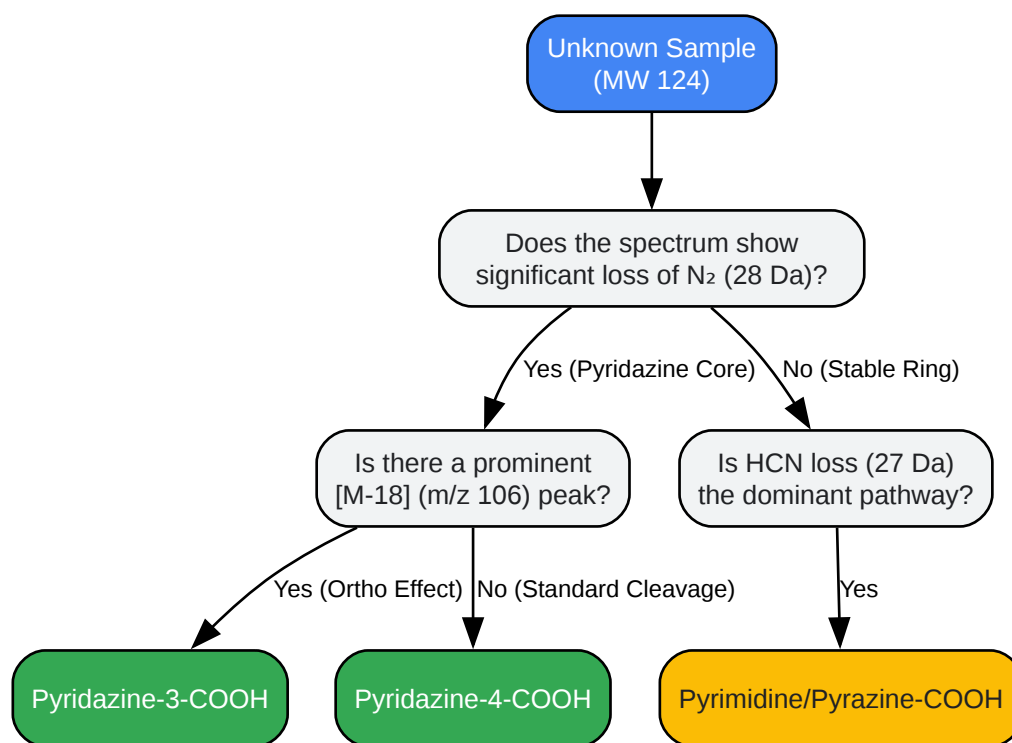 Unknown Sample
(MW 124)
Does the spectrum show
significant loss of N₂ (28 Da)?
Yes (Pyridazine Core)
No (Stable Ring)
Is there a prominent
[M-18] (m/z 106) peak?
Is HCN loss (27 Da)
the dominant pathway?
Yes (Ortho Effect)
No (Standard Cleavage)
Yes
Pyridazine-3-COOH
Pyridazine-4-COOH
Pyrimidine/Pyrazine-COOH